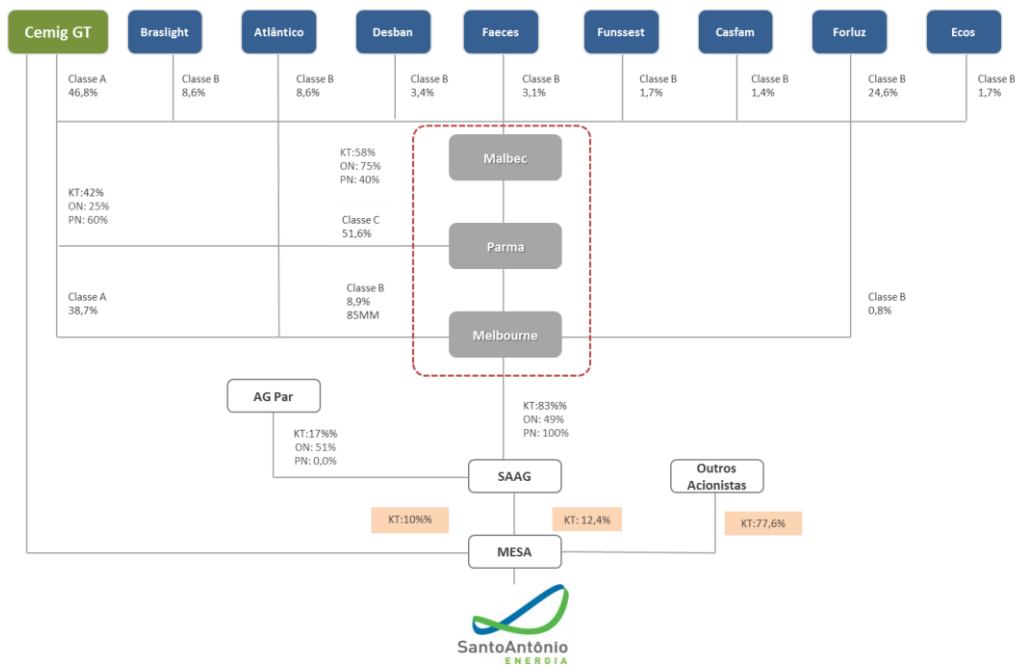 Cemig GT
Braslight
Atlântico
Desban
Faeces
Funssest
Casfam
Forluz
Ecos
Classe A
46,8%
Classe B
8,6%
Classe B
8,6%
Classe B
3,4%
Classe B
3,1%
Classe B
1,7%
Classe B
1,4%
Classe B
24,6%
Classe B
1,7%
KT:58%
ON: 75%
PN: 40%
Malbec
KT:42%
ON: 25%
PN: 60%
Classe C
51,6%
Parma
Classe A
38,7%
Classe B
8,9%
85MM
Classe B
0,8%
Melbourne
AG Par
KT:83%%
ON: 49%
PN: 100%
KT:17%%
ON: 51%
PN: 0,0%
SAAG
Outros
Acionistas
KT:10%%
KT: 12,4%
KT:77,6%
MESA
SantoAntônio
ENERGIA